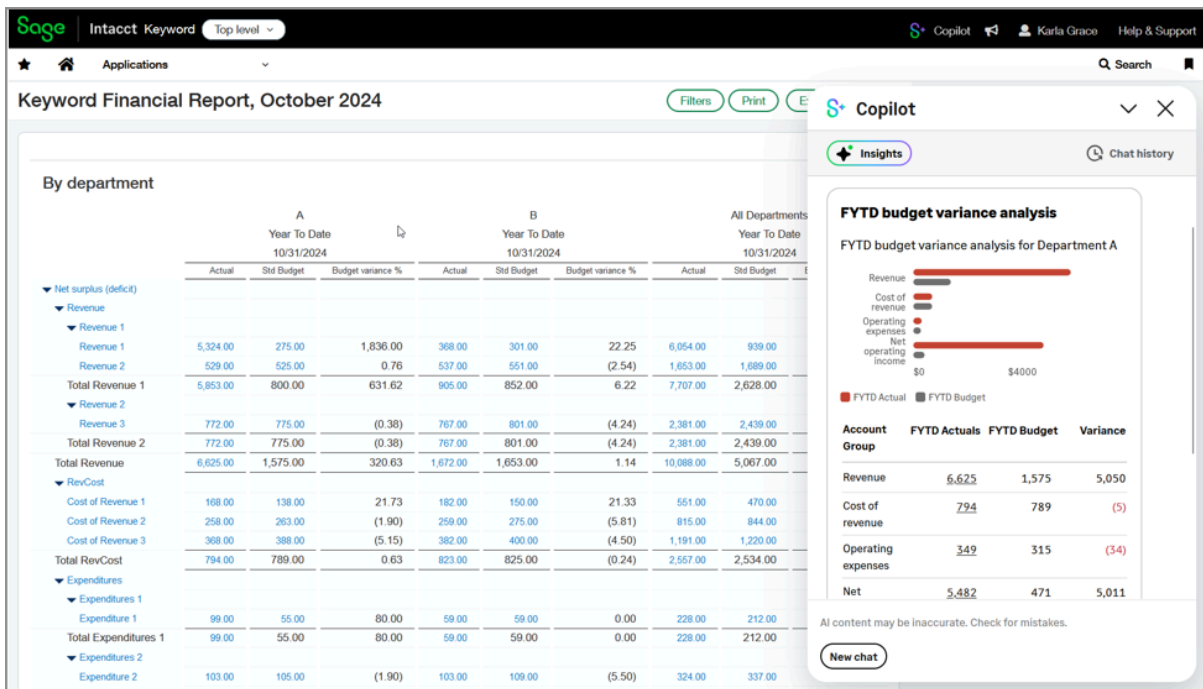 Sage Intacct Keyword Top level Copilot Karla Grace Help & Support
Applications Search
Keyword Financial Report, October 2024 Filters Print
By department
A B All Departments
Year To Date Year To Date Year To Date
10/31/2024 10/31/2024 10/31/2024
Actual Std Budget Budget variance % Actual Std Budget Budget variance % Actual Std Budget
Net surplus (deficit)
Revenue
Revenue 1
Revenue 1 5,324.00 275.00 1,836.00 368.00 301.00 22.25 6,054.00 939.00
Revenue 2 529.00 525.00 0.76 537.00 551.00 (2.54) 1,653.00 1,689.00
Total Revenue 1 5,853.00 800.00 631.62 905.00 852.00 6.22 7,707.00 2,628.00
Revenue 2
Revenue 3 772.00 775.00 (0.38) 767.00 801.00 (4.24) 2,381.00 2,439.00
Total Revenue 2 772.00 775.00 (0.38) 767.00 801.00 (4.24) 2,381.00 2,439.00
Total Revenue 6,625.00 1,575.00 320.63 1,672.00 1,653.00 1.14 10,088.00 5,067.00
RevCost
Cost of Revenue 1 168.00 138.00 21.73 182.00 150.00 21.33 551.00 470.00
Cost of Revenue 2 258.00 263.00 (1.90) 259.00 275.00 (5.81) 815.00 844.00
Cost of Revenue 3 368.00 388.00 (5.15) 382.00 400.00 (4.50) 1,191.00 1,220.00
Total RevCost 794.00 789.00 0.63 823.00 825.00 (0.24) 2,557.00 2,534.00
Expenditures
Expenditures 1
Expenditure 1 99.00 55.00 80.00 59.00 59.00 0.00 228.00 212.00
Total Expenditures 1 99.00 55.00 80.00 59.00 59.00 0.00 228.00 212.00
Expenditures 2
Expenditure 2 103.00 105.00 (1.90) 103.00 109.00 (5.50) 324.00 337.00
Copilot
Insights Chat history
FYTD budget variance analysis
FYTD budget variance analysis for Department A
Revenue
Cost of
revenue
Operating
expenses
Net
operating
income
$0 $4000
FYTD Actual FYTD Budget
Account
Group FYTD Actuals FYTD Budget Variance
Revenue 6,625 1,575 5,050
Cost of
revenue 794 789 (5)
Operating
expenses 349 315 (34)
Net 5,482 471 5,011
AI content may be inaccurate. Check for mistakes.
New chat